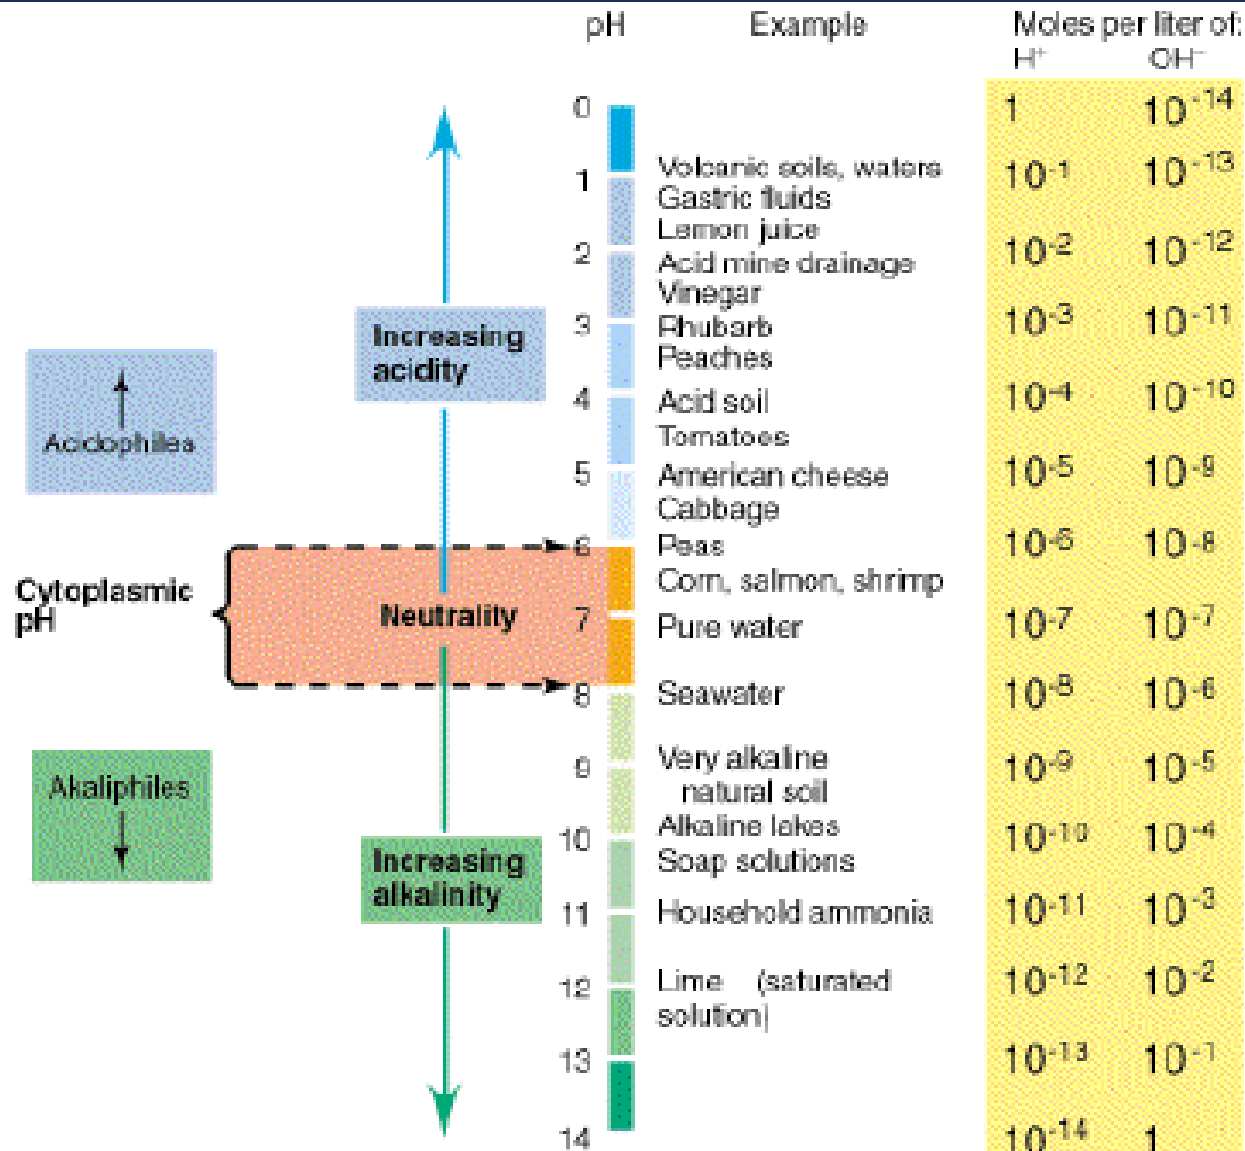 pH Example Moles per liter of:
H⁺ OH⁻
0 1 10⁻¹⁴
Volcanic soils, waters
1 10⁻¹ 10⁻¹³
Gastric fluids
Lemon juice
2 10⁻² 10⁻¹²
Acid mine drainage
Vinegar
3 Rhubarb 10⁻³ 10⁻¹¹
Increasing
acidity
Peaches
4 Acid soil 10⁻⁴ 10⁻¹⁰
Acidophiles
Tomatoes
5 American cheese 10⁻⁵ 10⁻⁹
Cabbage
6 Peas 10⁻⁶ 10⁻⁸
Corn, salmon, shrimp
Cytoplasmic
pH
Neutrality
7 Pure water 10⁻⁷ 10⁻⁷
8 Seawater 10⁻⁸ 10⁻⁶
9 Very alkaline 10⁻⁹ 10⁻⁵
natural soil
Akaliphiles
Alkaline lakes
10 10⁻¹⁰ 10⁻⁴
Soap solutions
Increasing
alkalinity
11 Household ammonia 10⁻¹¹ 10⁻³
12 Lime (saturated 10⁻¹² 10⁻²
solution)
13 10⁻¹³ 10⁻¹
14 10⁻¹⁴ 1